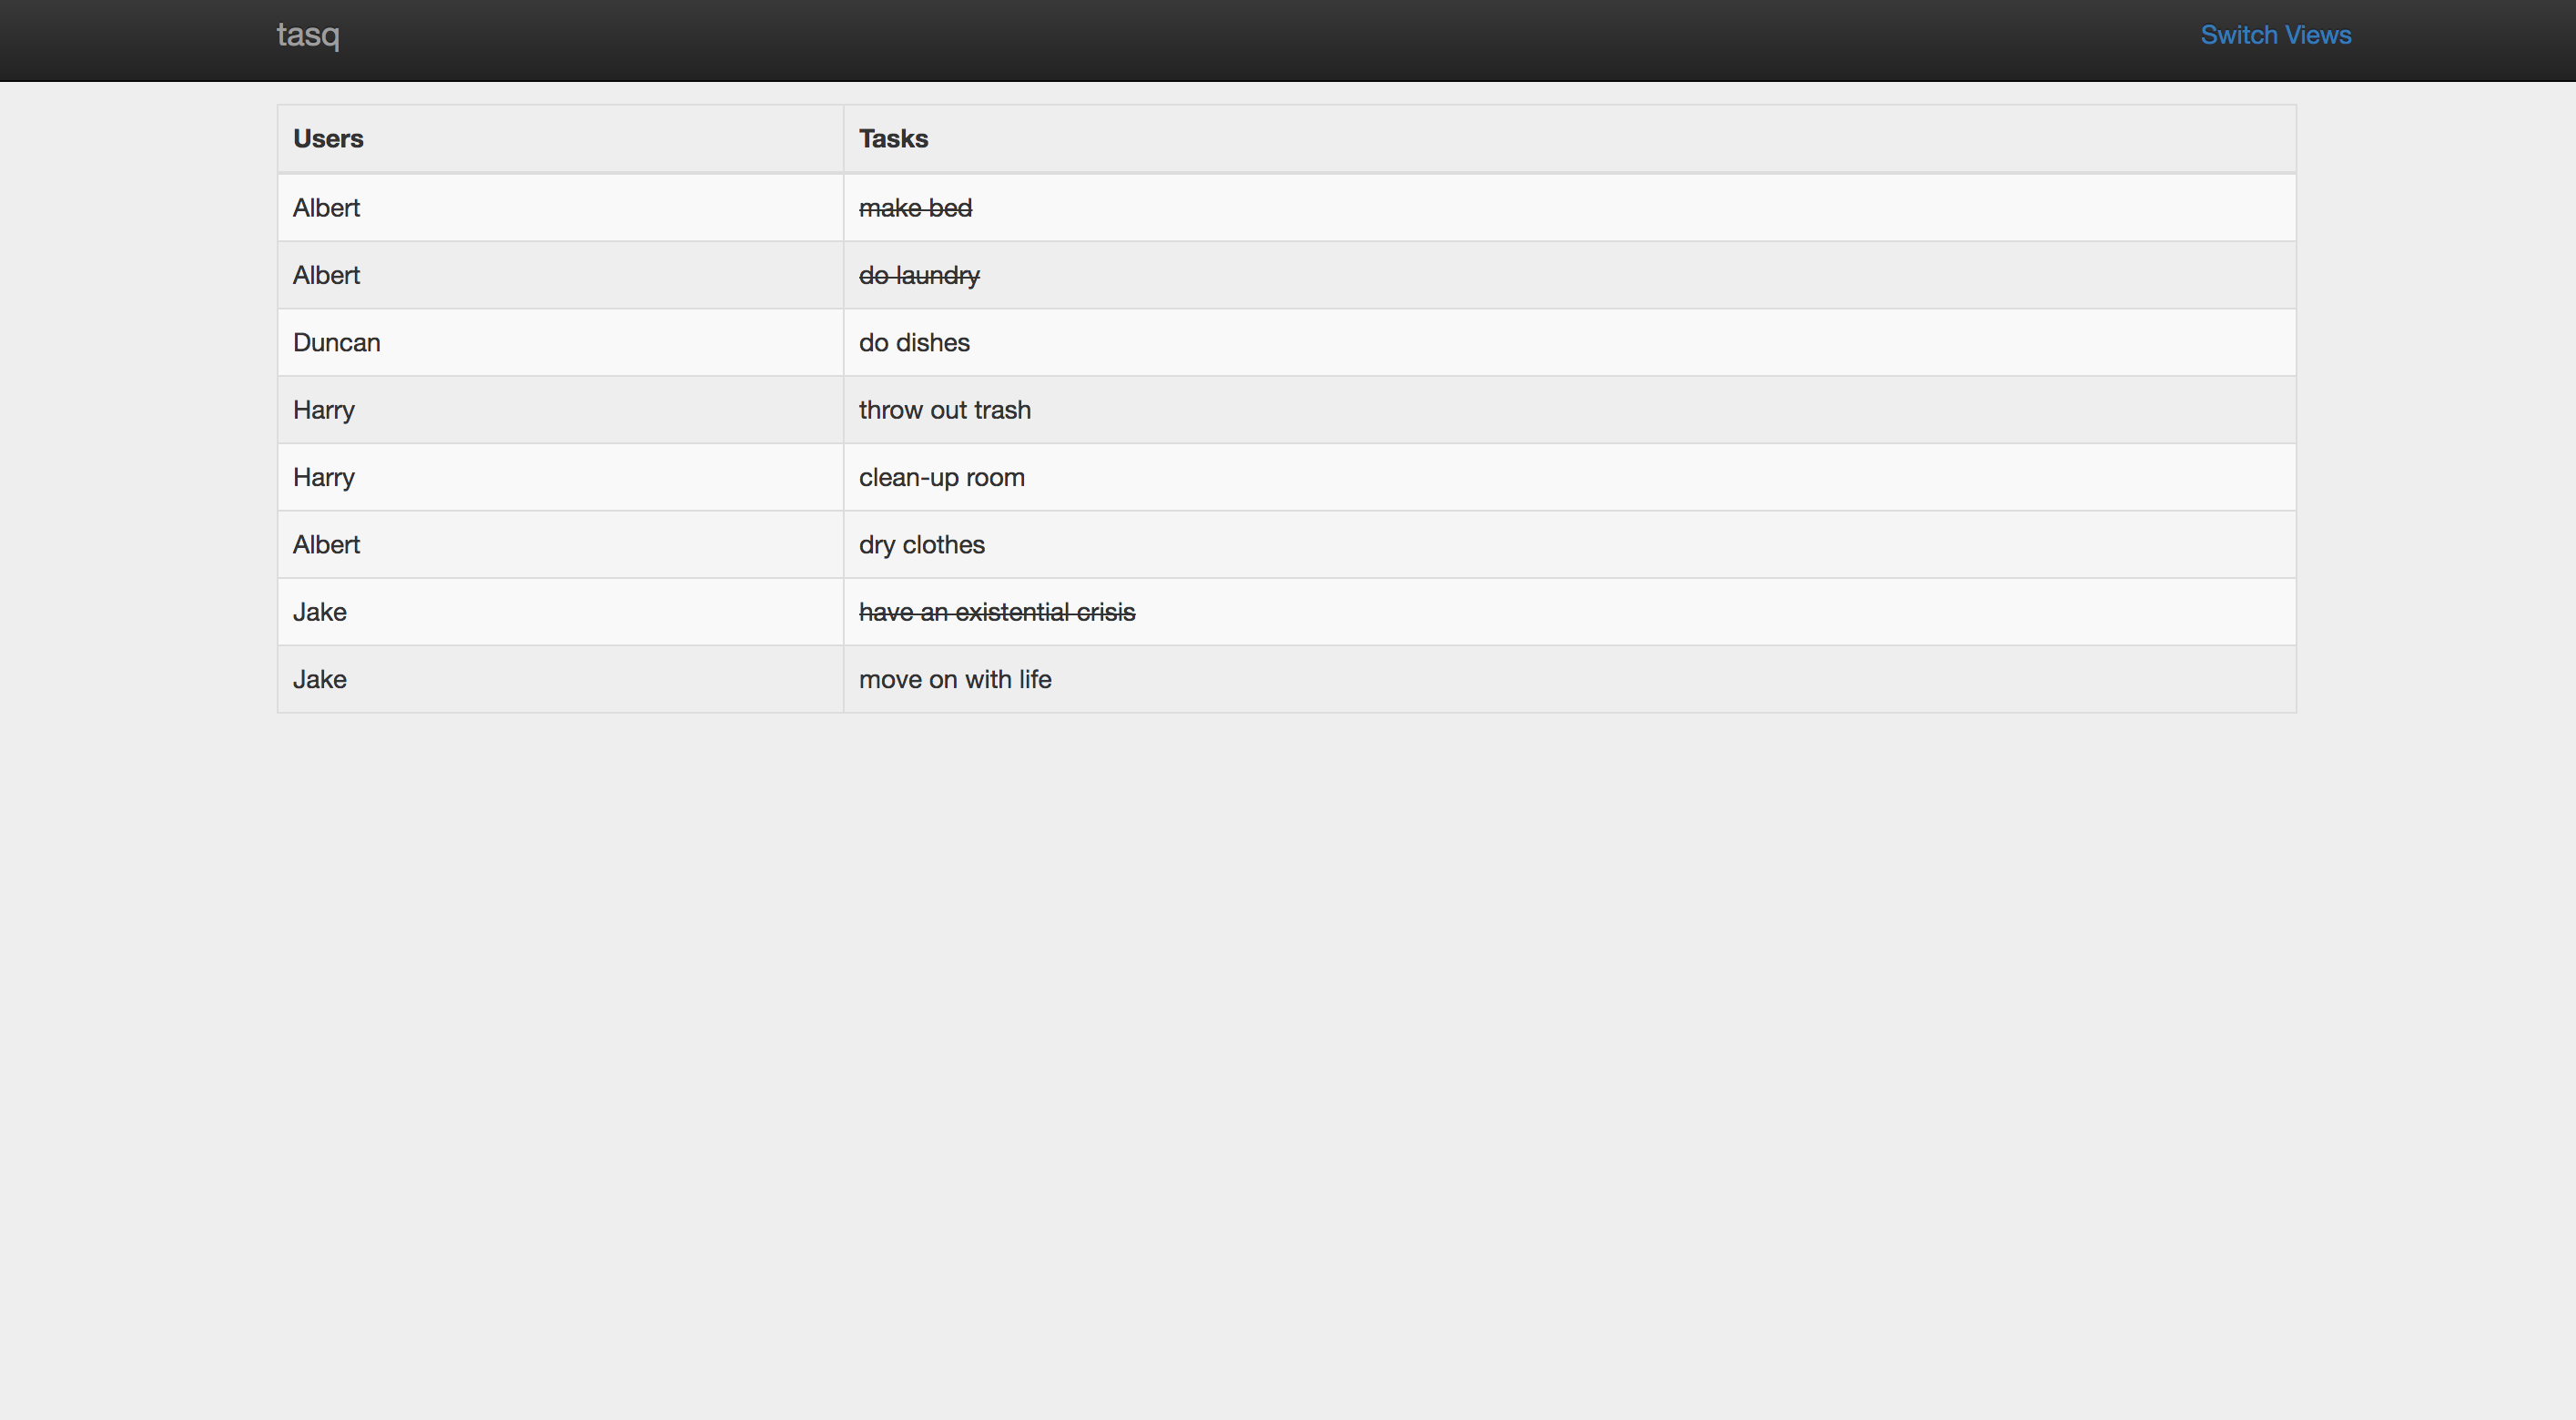 tasq Switch Views
Users Tasks
Albert make bed
Albert do laundry
Duncan do dishes
Harry throw out trash
Harry clean-up room
Albert dry clothes
Jake have an existential crisis
Jake move on with life